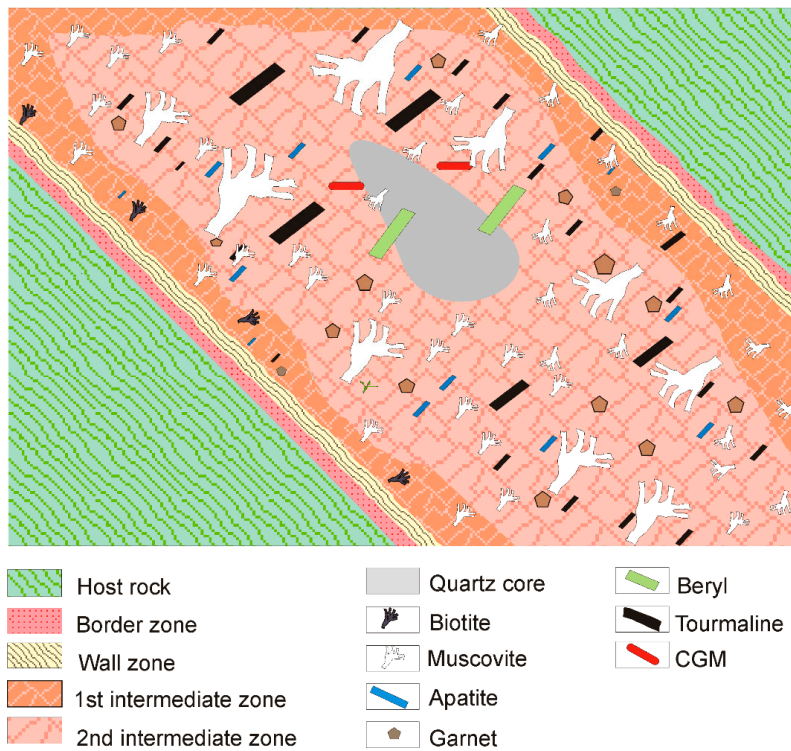 Host rock
Border zone
Wall zone
1st intermediate zone
2nd intermediate zone
Quartz core
Biotite
Muscovite
Apatite
Garnet
Beryl
Tourmaline
CGM